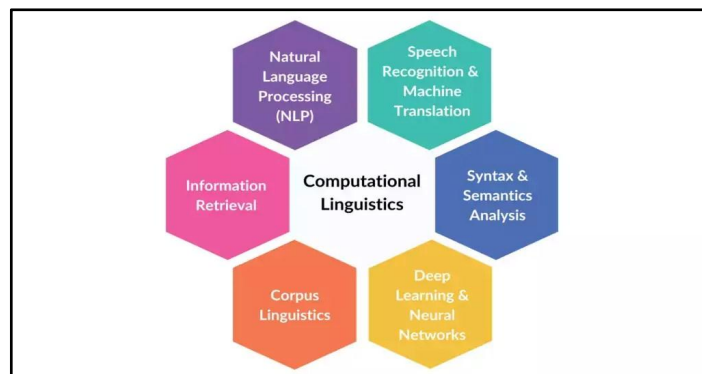 Natural
Language
Processing
(NLP)
Speech
Recognition &
Machine
Translation
Information
Retrieval
Computational
Linguistics
Syntax &
Semantics
Analysis
Corpus
Linguistics
Deep
Learning &
Neural
Networks